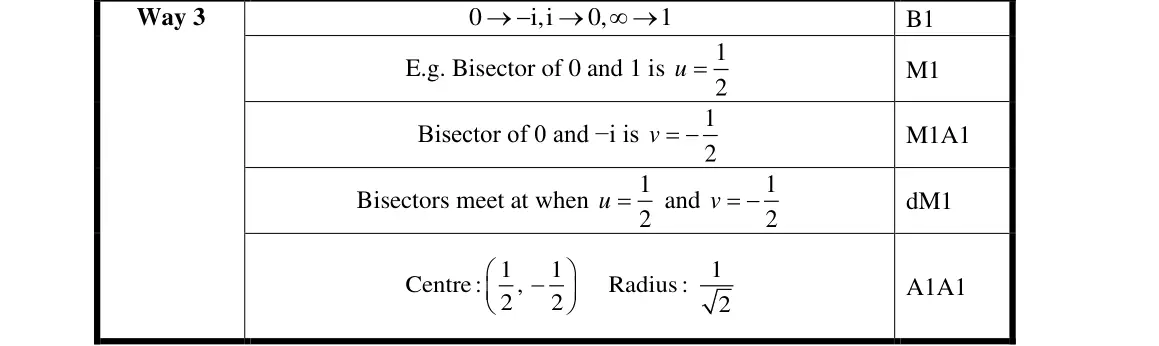 Way 3 0 → −i, i → 0, ∞ → 1 B1
E.g. Bisector of 0 and 1 is u = 1/2 M1
Bisector of 0 and −i is v = −1/2 M1A1
Bisectors meet at when u = 1/2 and v = −1/2 dM1
Centre : (1/2, −1/2) Radius : 1/√2 A1A1